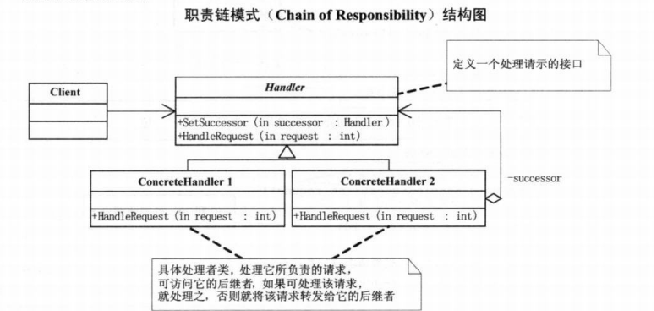 职责链模式（Chain of Responsibility）结构图
定义一个处理请示的接口
Client
Handler
+SetSuccessor (in successor : Handler)
+HandleRequest (in request : int)
ConcreteHandler 1
ConcreteHandler 2
-successor
+HandleRequest (in request : int)
+HandleRequest (in request : int)
具体处理者类，处理它所负责的请求，
可访问它的后继者，如果可处理该请求，
就处理之，否则就将该请求转发给它的后继者